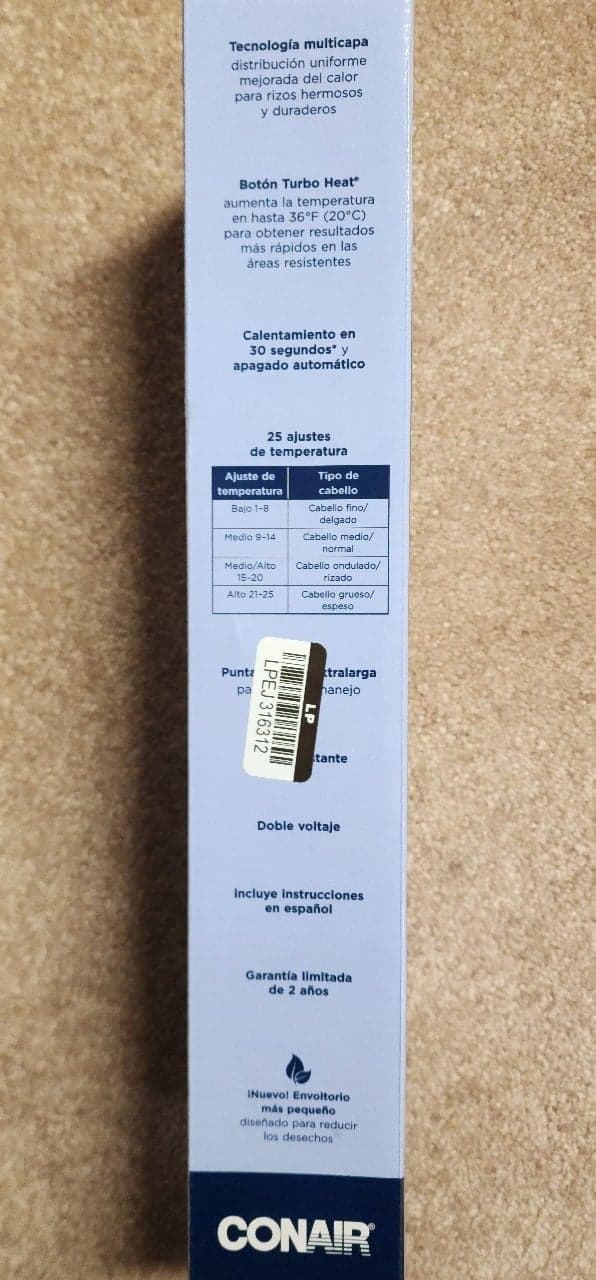 Tecnología multicapa
distribución uniforme
mejorada del calor
para rizos hermosos
y duraderos
Botón Turbo Heat®
aumenta la temperatura
en hasta 36°F (20°C)
para obtener resultados
más rápidos en las
áreas resistentes
Calentamiento en
30 segundos* y
apagado automático
25 ajustes
de temperatura
Ajuste de temperatura Tipo de cabello
Bajo 1-8 Cabello fino/ delgado
Medio 9-14 Cabello medio/ normal
Medio/Alto 15-20 Cabello ondulado/ rizado
Alto 21-25 Cabello grueso/ espeso
LP
LPEJ316312
Doble voltaje
incluye instrucciones
en español
Garantía limitada
de 2 años
¡Nuevo! Envoltorio
más pequeño
diseñado para reducir
los desechos
CONAIR®